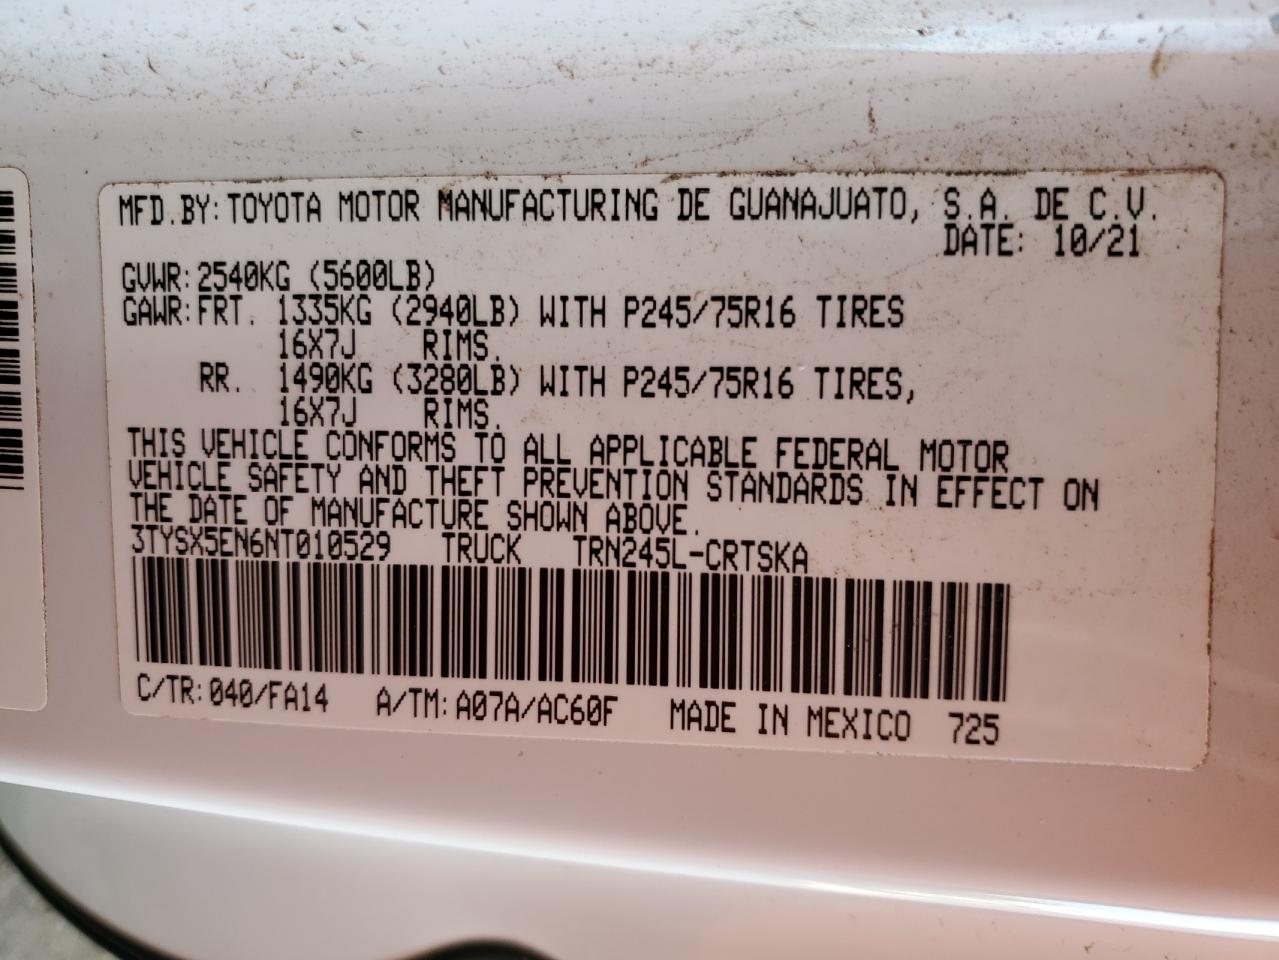 MFD.BY:TOYOTA MOTOR MANUFACTURING DE GUANAJUATO, S.A. DE C.V.
DATE: 10/21
GVWR:2540KG (5600LB)
GAWR:FRT. 1335KG (2940LB) WITH P245/75R16 TIRES
16X7J RIMS.
RR. 1490KG (3280LB) WITH P245/75R16 TIRES,
16X7J RIMS.
THIS VEHICLE CONFORMS TO ALL APPLICABLE FEDERAL MOTOR
VEHICLE SAFETY AND THEFT PREVENTION STANDARDS IN EFFECT ON
THE DATE OF MANUFACTURE SHOWN ABOVE.
3TYSX5EN6NT010529 TRUCK TRN245L-CRTSKA
C/TR:040/FA14 A/TM:A07A/AC60F MADE IN MEXICO 725